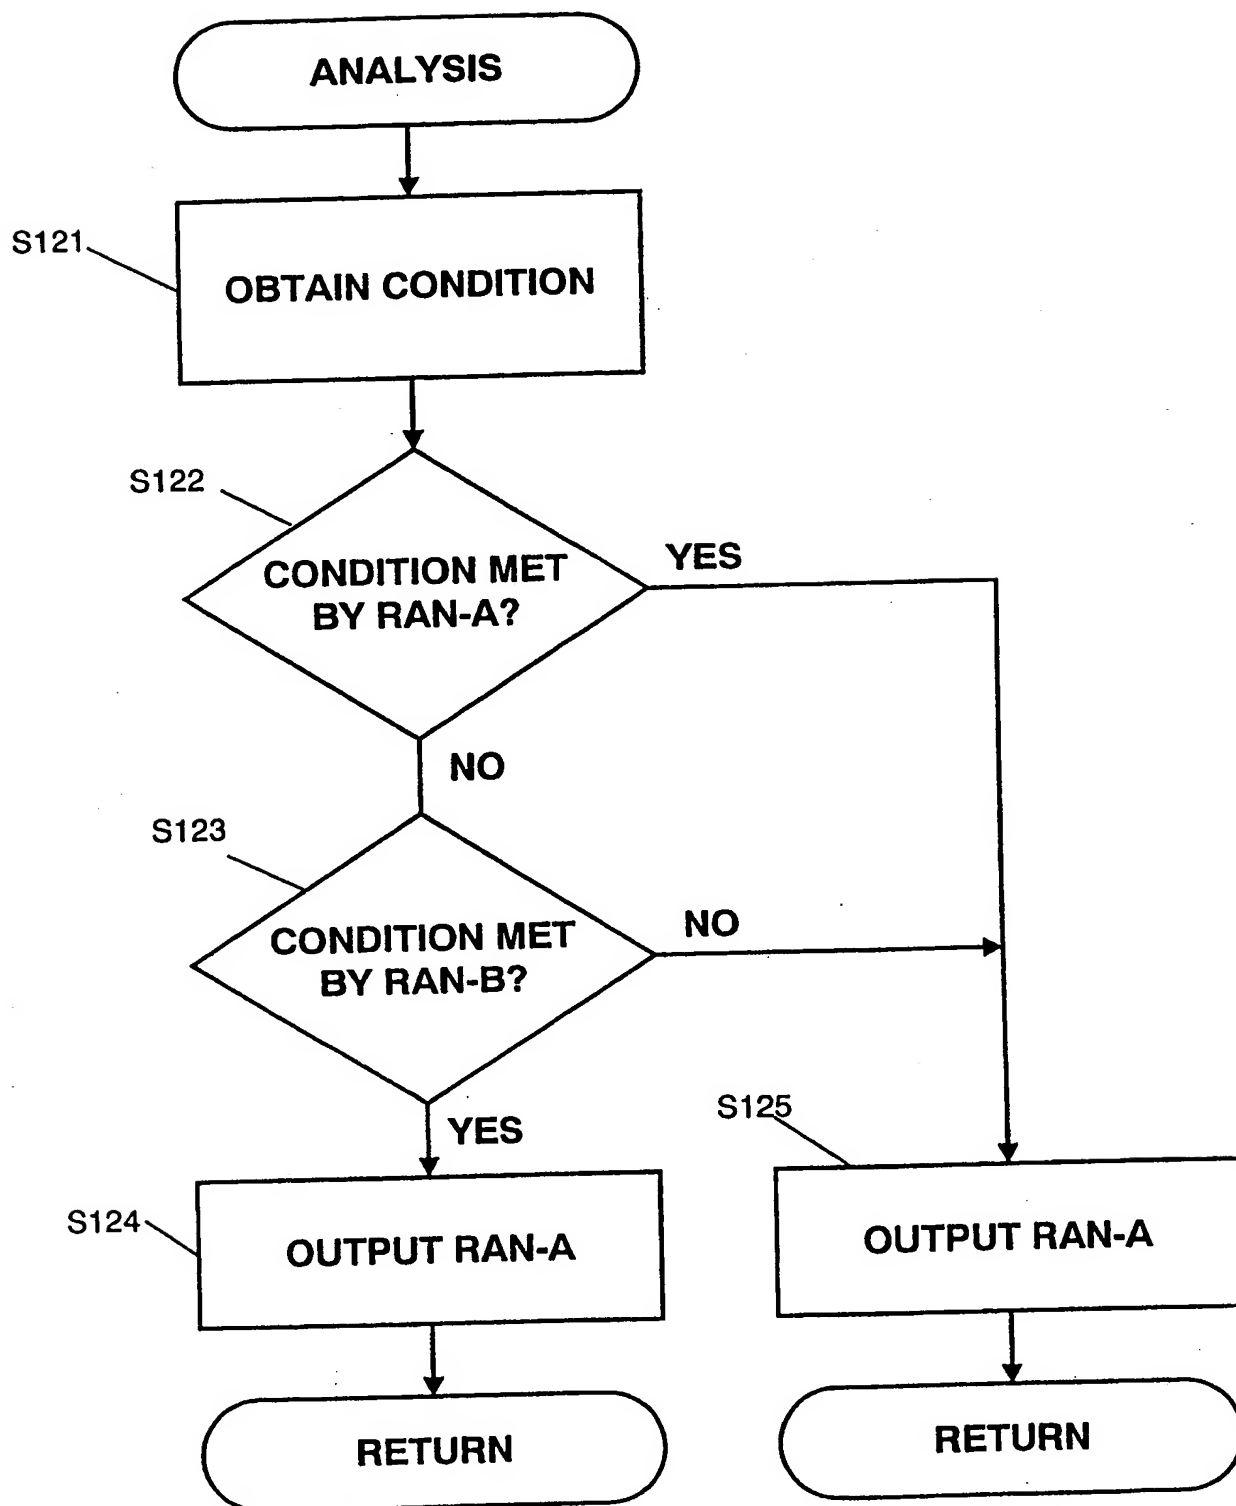 ANALYSIS
S121
OBTAIN CONDITION
S122
CONDITION MET
BY RAN-A?
YES
NO
S123
CONDITION MET
BY RAN-B?
NO
YES
S124
OUTPUT RAN-A
S125
OUTPUT RAN-A
RETURN
RETURN